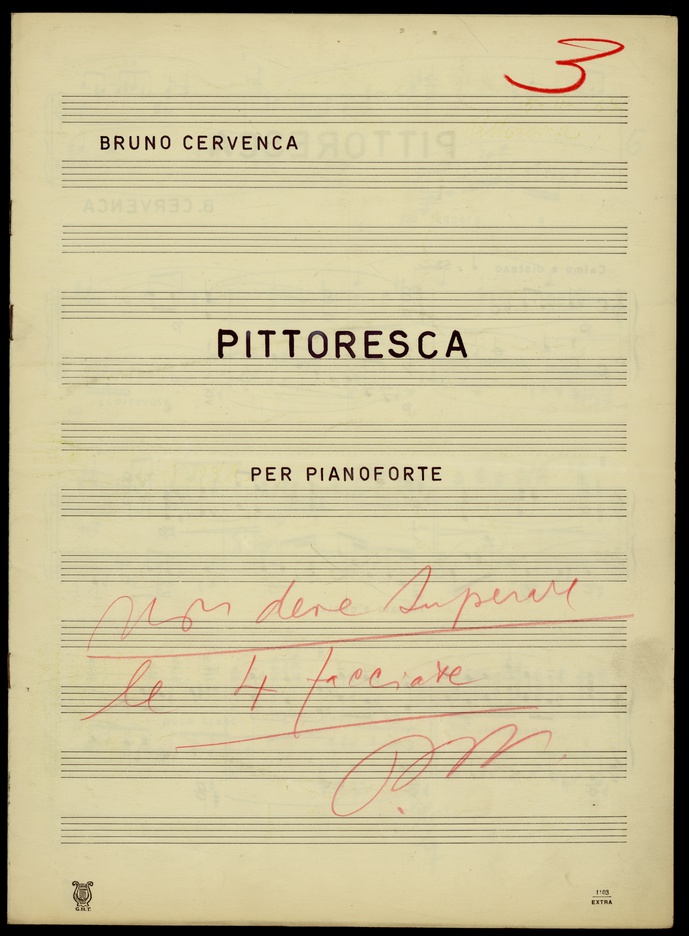 3
BRUNO CERVENCA
PITTORESCA
PER PIANOFORTE
Non deve superare
le 4 facciate
G.B.T.
EXTRA